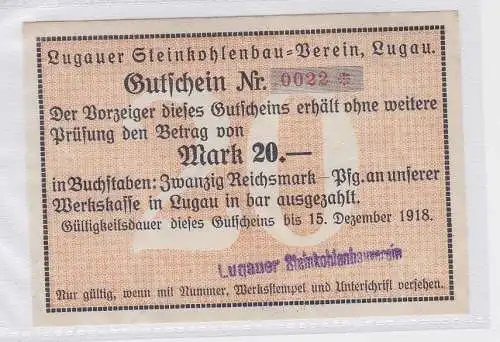 Lugauer Steinkohlenbau=Verein, Lugau.
Gutschein Nr. 0022 *
Der Vorzeiger dieses Gutscheins erhält ohne weitere
Prüfung den Betrag von
Mark 20.—
in Buchstaben: Zwanzig Reichsmark – Pfg. an unserer
Werkskasse in Lugau in bar ausgezahlt.
Gültigkeitsdauer dieses Gutscheins bis 15. Dezember 1918.
Lugauer Steinkohlenbauverein
Nur gültig, wenn mit Nummer, Werksstempel und Unterschrift versehen.
20